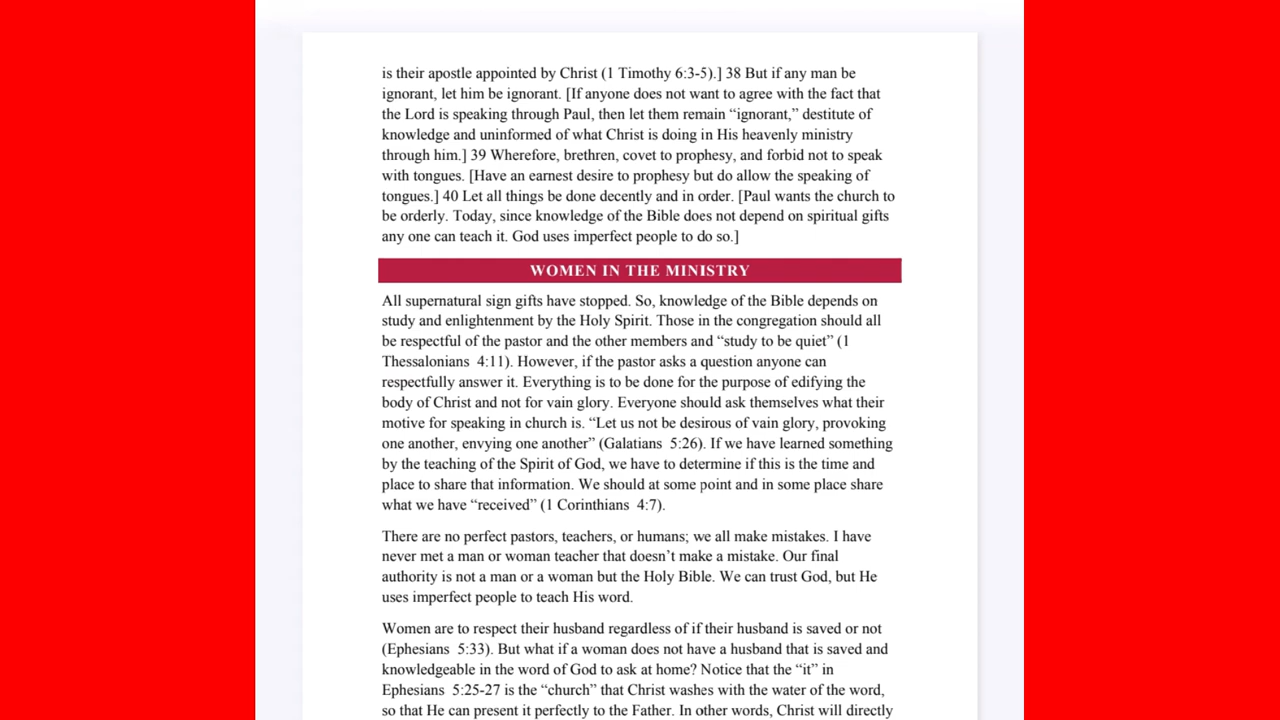 is their apostle appointed by Christ (1 Timothy 6:3-5).] 38 But if any man be
ignorant, let him be ignorant. [If anyone does not want to agree with the fact that
the Lord is speaking through Paul, then let them remain “ignorant,” destitute of
knowledge and uninformed of what Christ is doing in His heavenly ministry
through him.] 39 Wherefore, brethren, covet to prophesy, and forbid not to speak
with tongues. [Have an earnest desire to prophesy but do allow the speaking of
tongues.] 40 Let all things be done decently and in order. [Paul wants the church to
be orderly. Today, since knowledge of the Bible does not depend on spiritual gifts
any one can teach it. God uses imperfect people to do so.]
WOMEN IN THE MINISTRY
All supernatural sign gifts have stopped. So, knowledge of the Bible depends on
study and enlightenment by the Holy Spirit. Those in the congregation should all
be respectful of the pastor and the other members and “study to be quiet” (1
Thessalonians 4:11). However, if the pastor asks a question anyone can
respectfully answer it. Everything is to be done for the purpose of edifying the
body of Christ and not for vain glory. Everyone should ask themselves what their
motive for speaking in church is. “Let us not be desirous of vain glory, provoking
one another, envying one another” (Galatians 5:26). If we have learned something
by the teaching of the Spirit of God, we have to determine if this is the time and
place to share that information. We should at some point and in some place share
what we have “received” (1 Corinthians 4:7).
There are no perfect pastors, teachers, or humans; we all make mistakes. I have
never met a man or woman teacher that doesn’t make a mistake. Our final
authority is not a man or a woman but the Holy Bible. We can trust God, but He
uses imperfect people to teach His word.
Women are to respect their husband regardless of if their husband is saved or not
(Ephesians 5:33). But what if a woman does not have a husband that is saved and
knowledgeable in the word of God to ask at home? Notice that the “it” in
Ephesians 5:25-27 is the “church” that Christ washes with the water of the word,
so that He can present it perfectly to the Father. In other words, Christ will directly